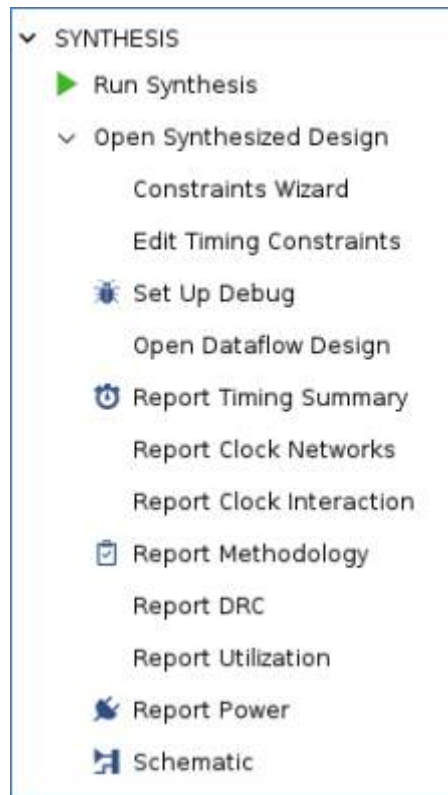 SYNTHESIS
Run Synthesis
Open Synthesized Design
Constraints Wizard
Edit Timing Constraints
Set Up Debug
Open Dataflow Design
Report Timing Summary
Report Clock Networks
Report Clock Interaction
Report Methodology
Report DRC
Report Utilization
Report Power
Schematic